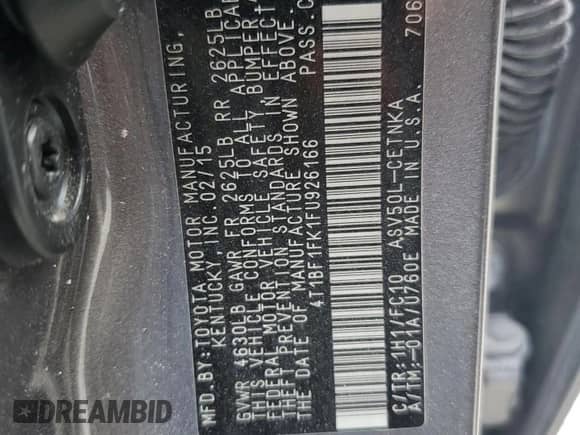 MFD.BY:TOYOTA MOTOR MANUFACTURING,
KENTUCKY, INC. 02/15
GVWR 4630LB GAWR FR 2625LB RR 2625LB
THIS VEHICLE CONFORMS TO ALL
FEDERAL MOTOR VEHICLE SAFETY, BUMPER,
THEFT PREVENTION STANDARDS IN EFFECT
THE DATE OF MANUFACTURE SHOWN ABOVE.
4T1BF1FK1FU926166 PASS.
C/TR:1H1/FC10 ASV50L-CETNKA
A/TM:-01A/U760E MADE IN U.S.A. 706
DREAMBID